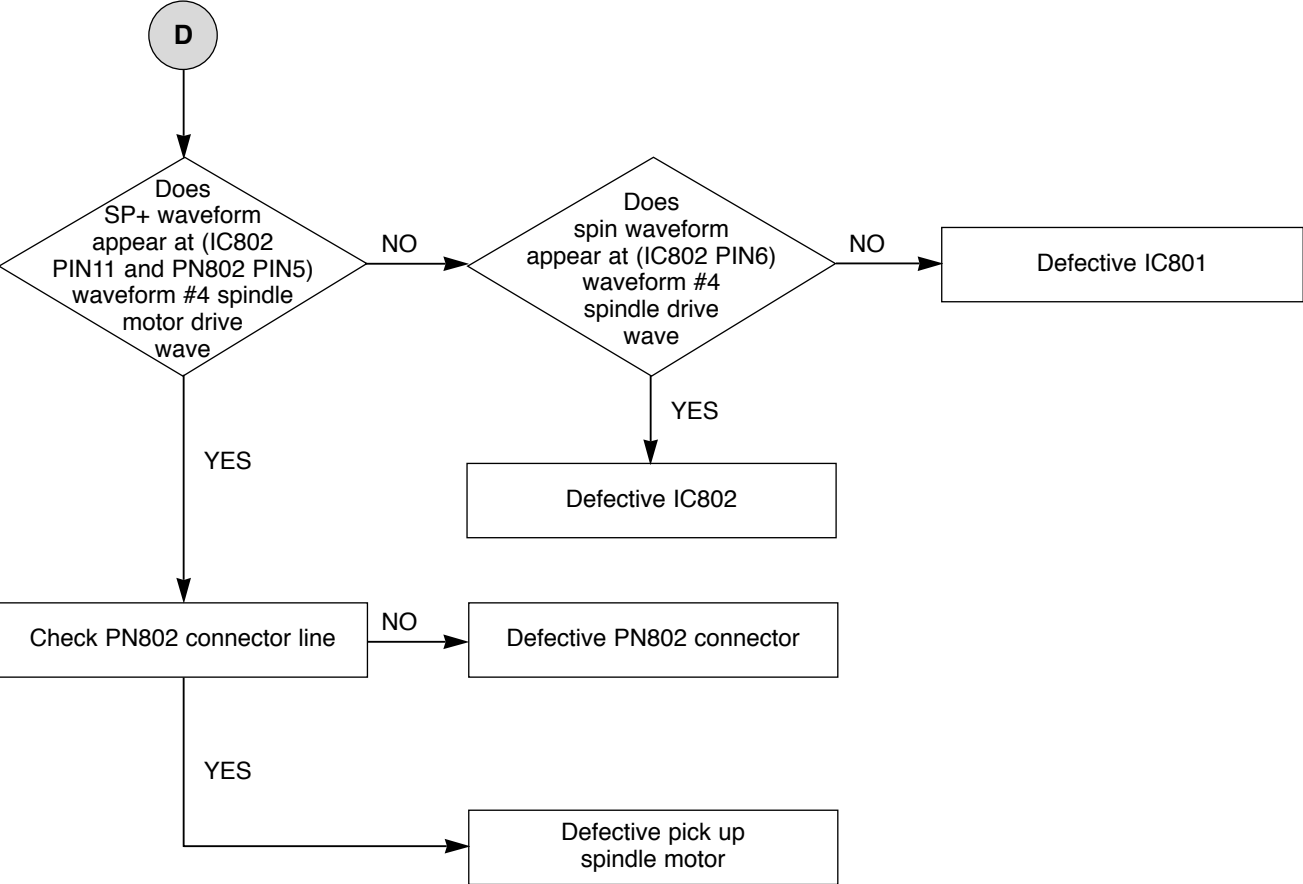 D
Does
SP+ waveform
appear at (IC802
PIN11 and PN802 PIN5)
waveform #4 spindle
motor drive
wave
NO
Does
spin waveform
appear at (IC802 PIN6)
waveform #4
spindle drive
wave
NO
Defective IC801
YES
Defective IC802
YES
Check PN802 connector line
NO
Defective PN802 connector
YES
Defective pick up
spindle motor